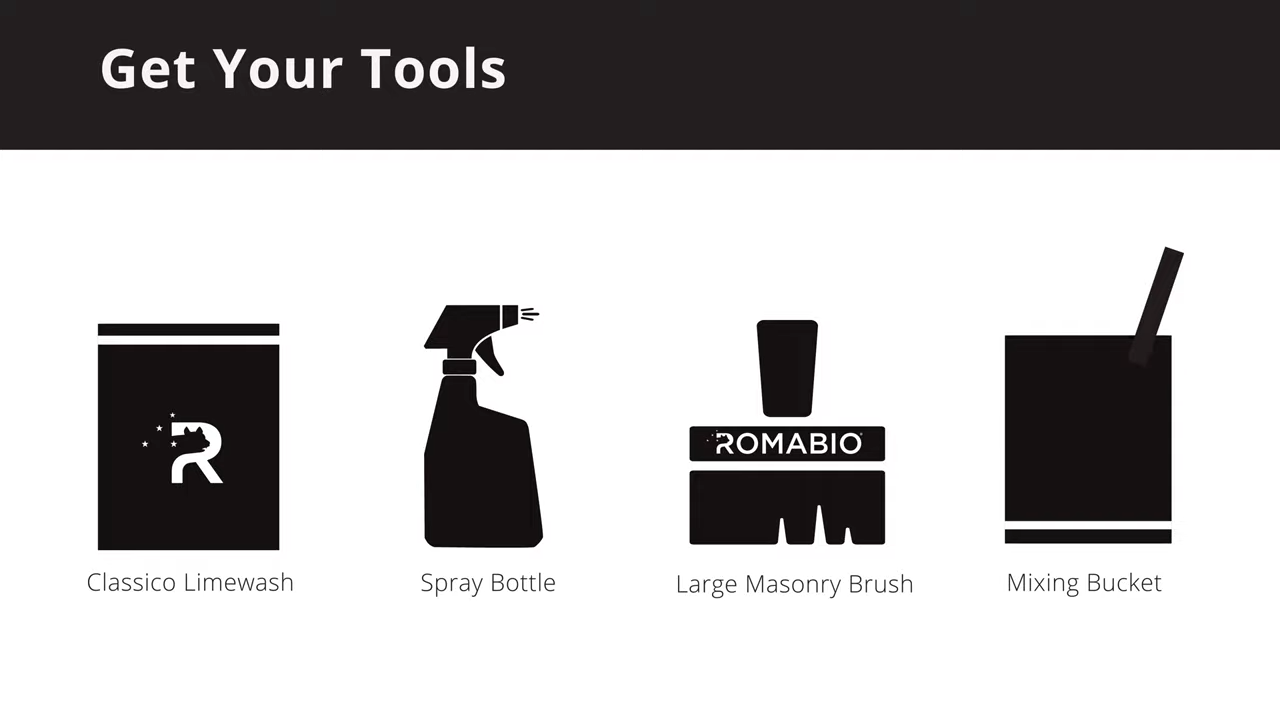 Get Your Tools
R
ROMABIO
Classico Limewash
Spray Bottle
Large Masonry Brush
Mixing Bucket